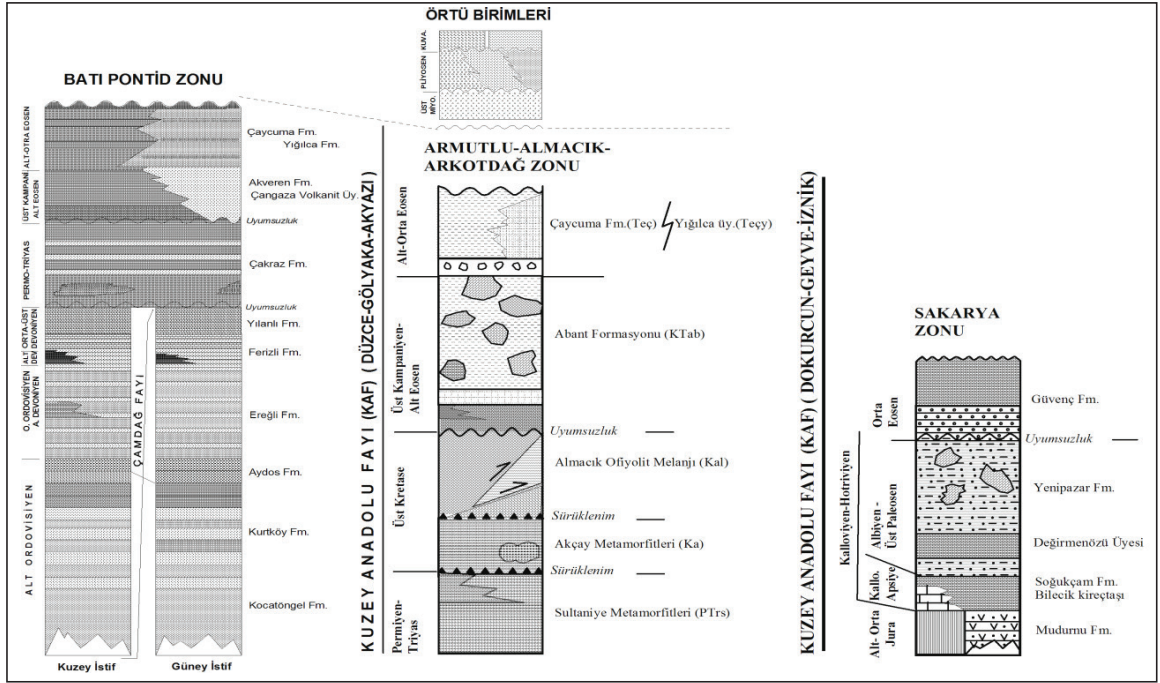 ÖRTÜ BİRİMLERİ
KUVA.
PLİYOSEN
ÜST
MİYO.
BATI PONTİD ZONU
ALT-OTRA EOSEN
ÜST KAMPANİ
ALT EOSEN
PERMO-TRİYAS
ALT ORTA-ÜST
DEV DEVONİYEN
O. ORDOVİSİYEN
A. DEVONİYEN
ALT ORDOVİSİYEN
Çaycuma Fm.
Yığılca Fm.
Akveren Fm.
Çangaza Volkanit Üy.
Uyumsuzluk
Çakraz Fm.
Uyumsuzluk
Yılanlı Fm.
Ferizli Fm.
Ereğli Fm.
Aydos Fm.
Kurtköy Fm.
Kocatöngel Fm.
ÇAMDAĞ FAYI
Kuzey İstif
Güney İstif
KUZEY ANADOLU FAYI (KAF) ( DÜZCE-GÖLYAKA-AKYAZI)
ARMUTLU-ALMACIK-
ARKOTDAĞ ZONU
Alt-Orta Eosen
Üst Kampaniyen-
Alt Eosen
Üst Kretase
Permiyen-
Triyas
Çaycuma Fm.(Teç)
Yığılca üy.(Teçy)
Abant Formasyonu (KTab)
Uyumsuzluk
Almacık Ofiyolit Melanjı (Kal)
Sürüklenim
Akçay Metamorfitleri (Ka)
Sürüklenim
Sultaniye Metamorfitleri (PTrs)
KUZEY ANADOLU FAYI (KAF) ( DOKURCUN-GEYVE-İZNİK)
SAKARYA
ZONU
Orta
Eosen
Kalloviyen-Hotriviyen
Albiyen -
Üst Paleosen
Kallo.
Apsiye
Alt- Orta
Jura
Güvenç Fm.
Uyumsuzluk
Yenipazar Fm.
Değirmenözü Üyesi
Soğukçam Fm.
Bilecik kireçtaşı
Mudurnu Fm.